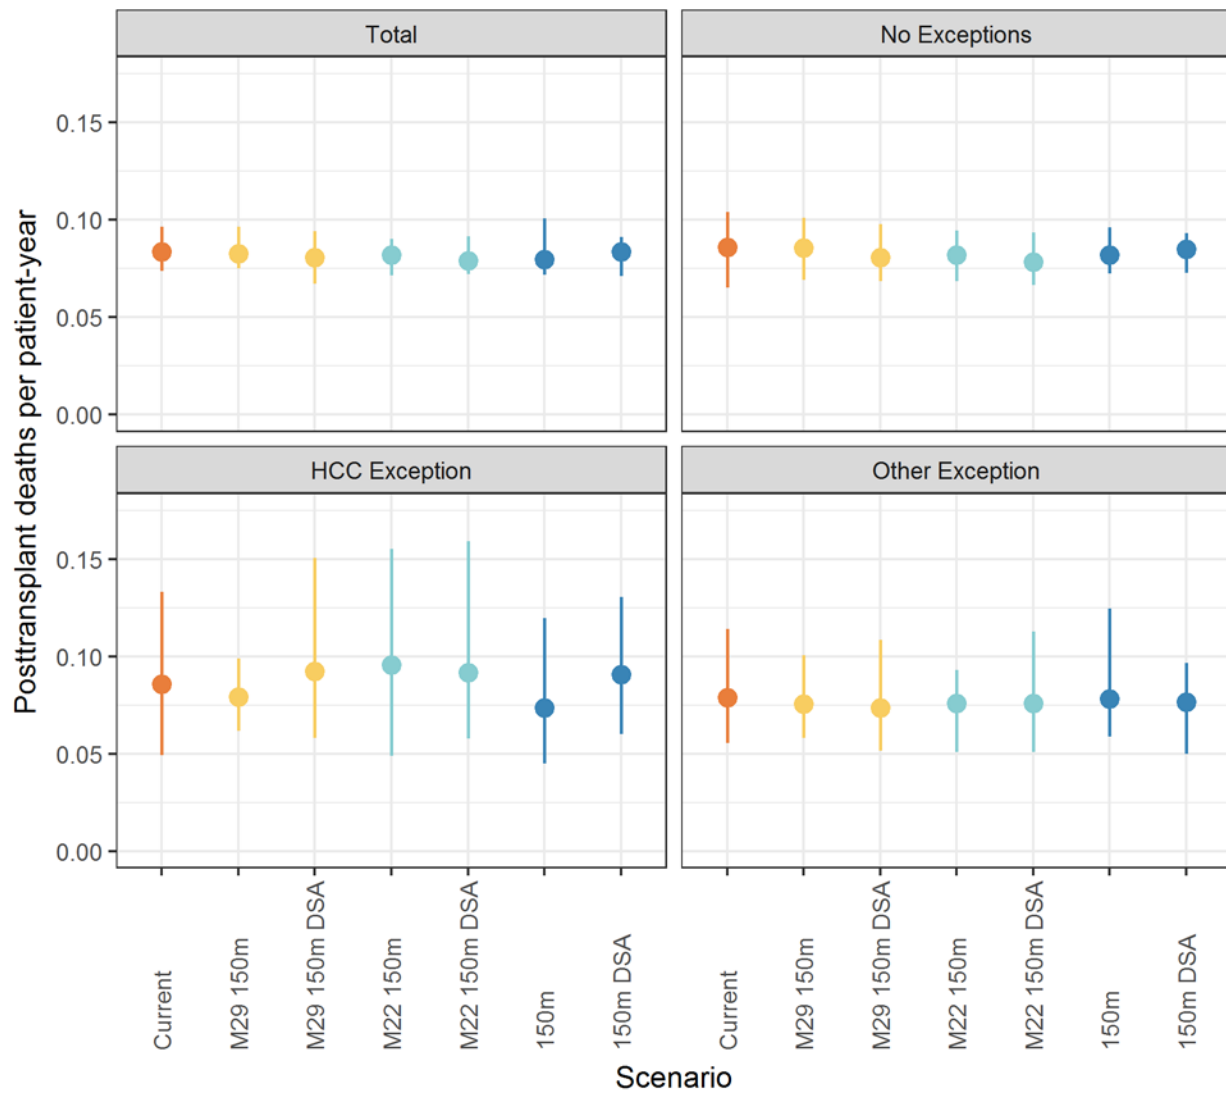 Total
No Exceptions
Posttransplant deaths per patient-year
0.15
0.10
0.05
0.00
HCC Exception
Other Exception
0.15
0.10
0.05
0.00
Current
M29 150m
M29 150m DSA
M22 150m
M22 150m DSA
150m
150m DSA
Current
M29 150m
M29 150m DSA
M22 150m
M22 150m DSA
150m
150m DSA
Scenario